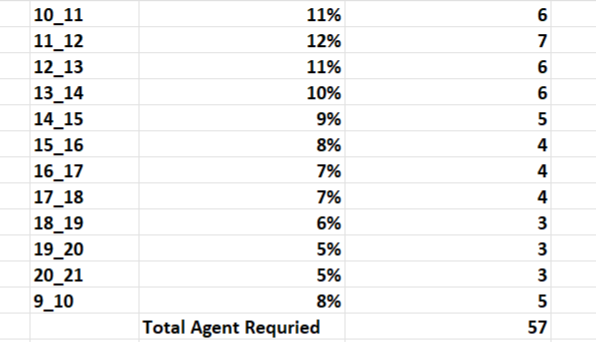 10_11 11% 6
11_12 12% 7
12_13 11% 6
13_14 10% 6
14_15 9% 5
15_16 8% 4
16_17 7% 4
17_18 7% 4
18_19 6% 3
19_20 5% 3
20_21 5% 3
9_10 8% 5
Total Agent Requried 57